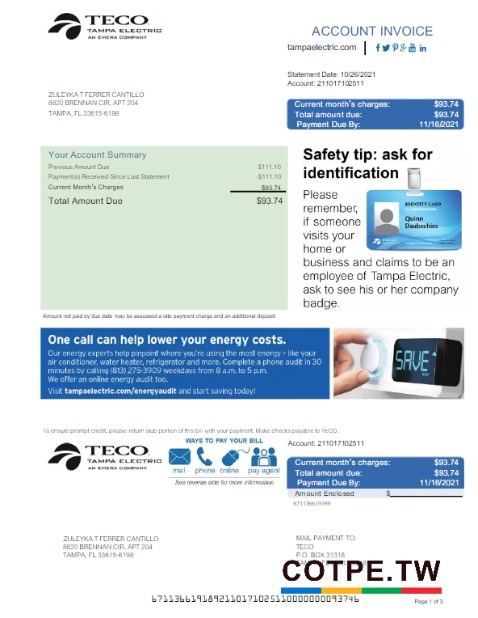 TECO
TAMPA ELECTRIC
AN EMERA COMPANY
ACCOUNT INVOICE
tampaelectric.com
Statement Date: 10/26/2021
Account: 211017102511
ZULEYKA T FERRER CANTILLO
8820 BRENNAN CIR, APT 204
TAMPA, FL 33615-6198
Current month's charges: $93.74
Total amount due: $93.74
Payment Due By: 11/16/2021
Your Account Summary
Previous Amount Due $111.10
Payment(s) Received Since Last Statement $111.10
Current Month's Charges $93.74
Total Amount Due $93.74
Safety tip: ask for
identification
Please
remember,
if someone
visits your
home or
business and claims to be an
employee of Tampa Electric,
ask to see his or her company
badge.
IDENTITY CARD
Quinn
Daubechies
Amount not paid by due date may be assessed a late payment charge and an additional deposit.
One call can help lower your energy costs.
Our energy experts help pinpoint where you're using the most energy – like your
air conditioner, water heater, refrigerator and more. Complete a phone audit in 30
minutes by calling (813) 275-3909 weekdays from 8 a.m. to 5 p.m.
We offer an online energy audit too.
Visit tampaelectric.com/energyaudit and start saving today!
SAVE
To ensure prompt credit, please return stub portion of this bill with your payment. Make checks payable to TECO.
TECO
TAMPA ELECTRIC
AN EMERA COMPANY
WAYS TO PAY YOUR BILL
mail phone online pay agent
See reverse side for more information
Account: 211017102511
Current month's charges: $93.74
Total amount due: $93.74
Payment Due By: 11/16/2021
Amount Enclosed $
671136619189
ZULEYKA T FERRER CANTILLO
8820 BRENNAN CIR, APT 204
TAMPA, FL 33615-6198
MAIL PAYMENT TO:
TECO
P.O. BOX 31318
COTPE.TW
Page 1 of 3